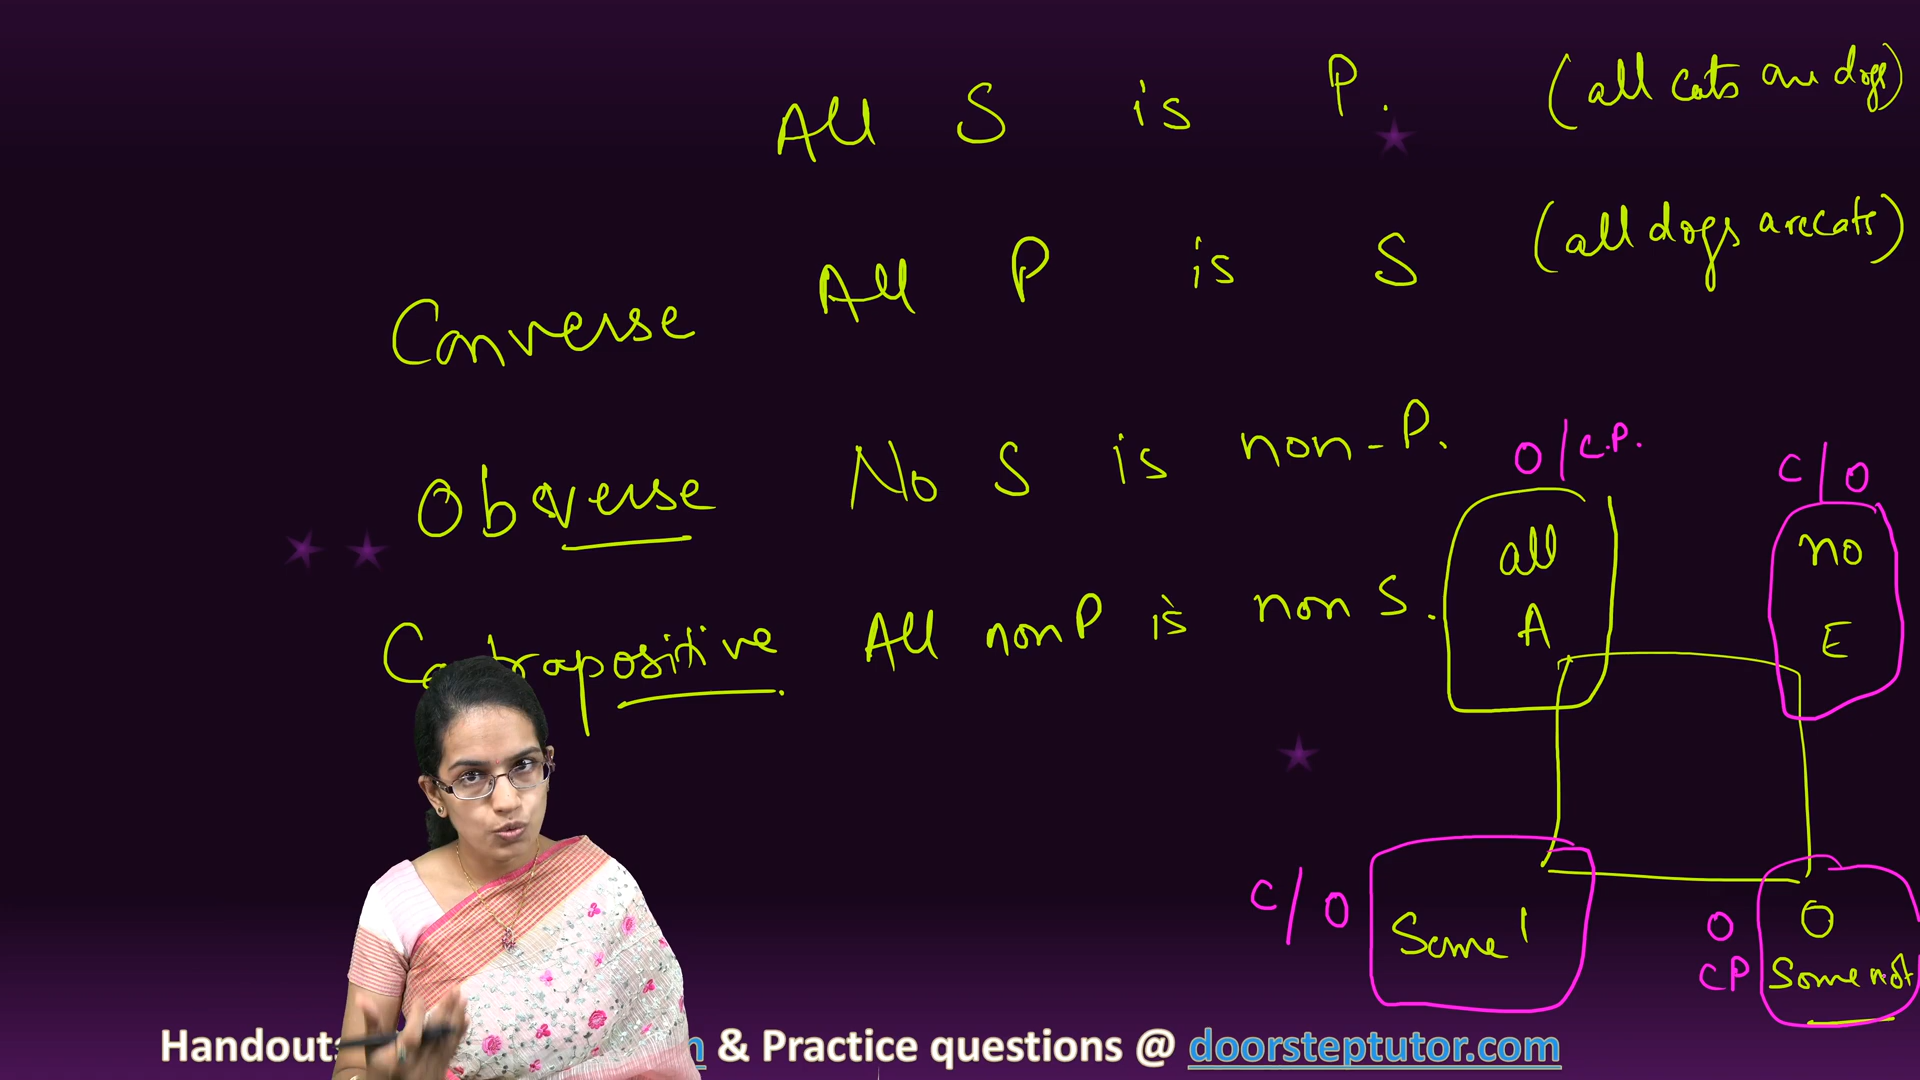 All S is P. (all cats are dogs)
Converse All P is S (all dogs are cats)
Obverse No S is non-P.
Contrapositive All non P is non S.
O/C.P. C/O
all no
A E
C/O Some I O O
CP Some not
Handouts & Practice questions @ doorsteptutor.com